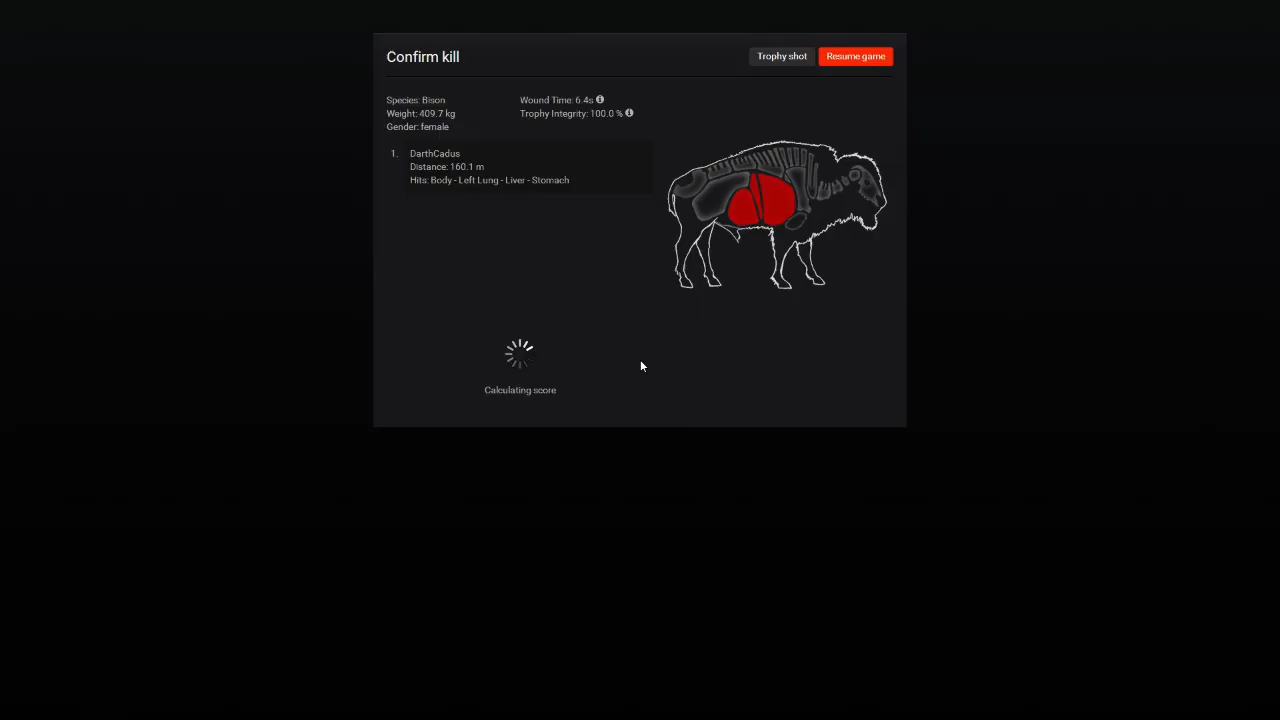 Confirm kill
Trophy shot
Resume game
Species: Bison
Wound Time: 6.4s
Weight: 409.7 kg
Trophy Integrity: 100.0 %
Gender: female
1. DarthCadus
Distance: 160.1 m
Hits: Body - Left Lung - Liver - Stomach
Calculating score